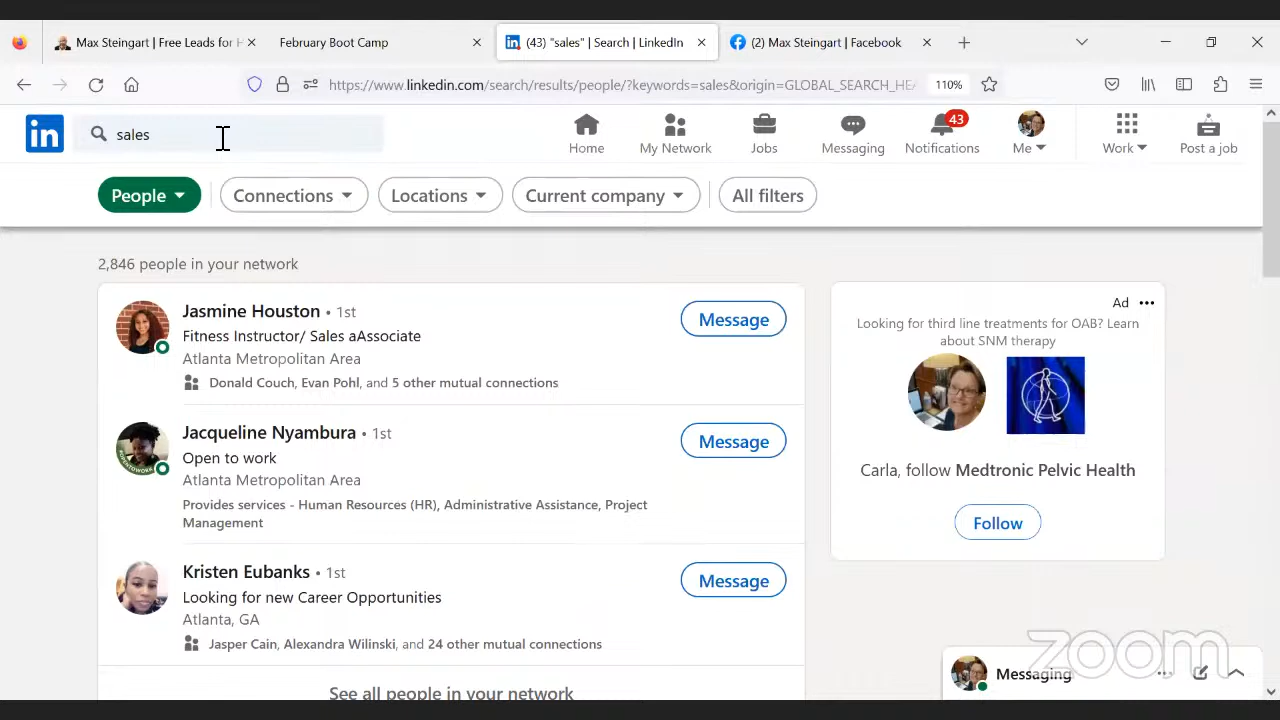 Max Steingart | Free Leads for H
February Boot Camp
(43) "sales" | Search | LinkedIn
(2) Max Steingart | Facebook
https://www.linkedin.com/search/results/people/?keywords=sales&origin=GLOBAL_SEARCH_HEA
110%
in
sales
Home
My Network
Jobs
Messaging
43
Notifications
Me
Work
Post a job
People
Connections
Locations
Current company
All filters
2,846 people in your network
Jasmine Houston • 1st
Fitness Instructor/ Sales aAssociate
Atlanta Metropolitan Area
Donald Couch, Evan Pohl, and 5 other mutual connections
Message
Jacqueline Nyambura • 1st
Open to work
Atlanta Metropolitan Area
Provides services - Human Resources (HR), Administrative Assistance, Project
Management
Message
Kristen Eubanks • 1st
Looking for new Career Opportunities
Atlanta, GA
Jasper Cain, Alexandra Wilinski, and 24 other mutual connections
Message
See all people in your network
Ad
Looking for third line treatments for OAB? Learn
about SNM therapy
Carla, follow Medtronic Pelvic Health
Follow
Messaging
zoom